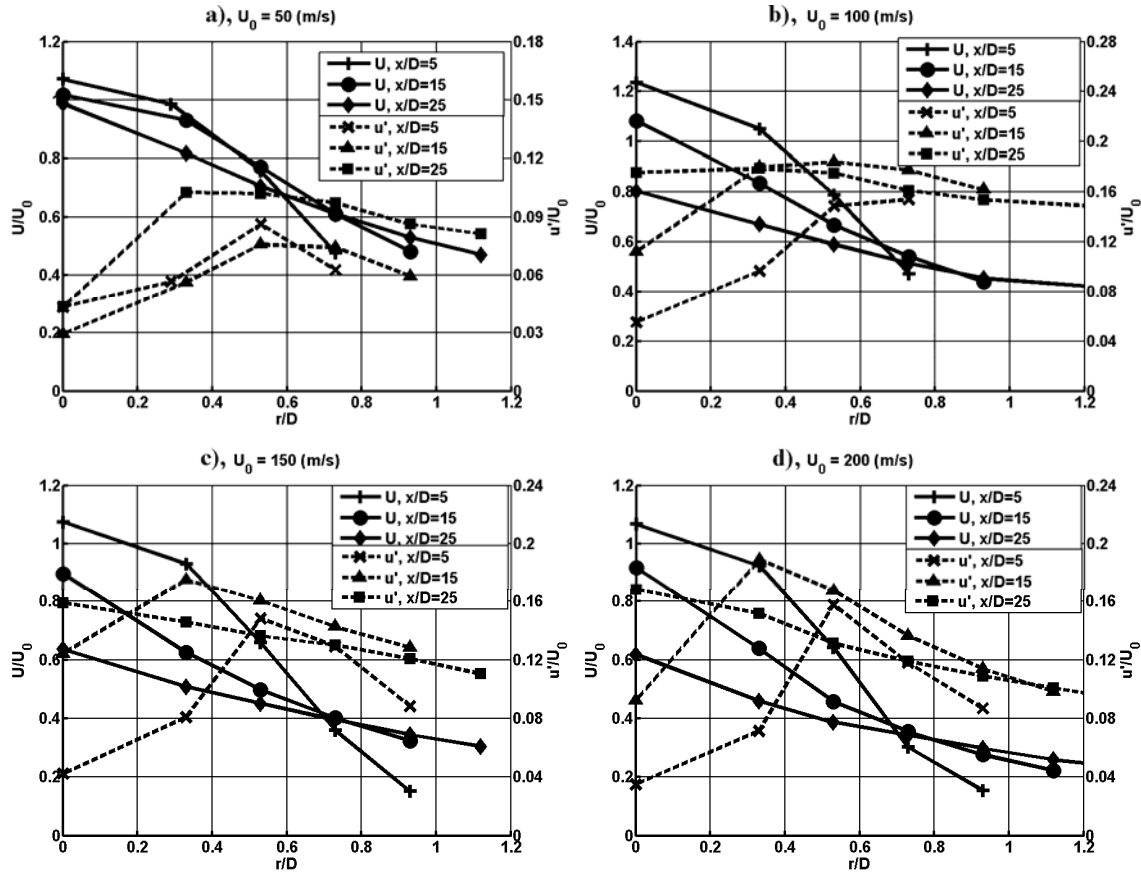 a), U0 = 50 (m/s)
1.2
1
0.8
0.6
0.4
0.2
0
U/U0
0.18
0.15
0.12
0.09
0.06
0.03
0
u'/U0
U, x/D=5
U, x/D=15
U, x/D=25
u', x/D=5
u', x/D=15
u', x/D=25
0 0.2 0.4 0.6 0.8 1 1.2
r/D
b), U0 = 100 (m/s)
1.4
1.2
1
0.8
0.6
0.4
0.2
0
U/U0
0.28
0.24
0.2
0.16
0.12
0.08
0.04
0
u'/U0
U, x/D=5
U, x/D=15
U, x/D=25
u', x/D=5
u', x/D=15
u', x/D=25
0 0.2 0.4 0.6 0.8 1 1.2
r/D
c), U0 = 150 (m/s)
1.2
1
0.8
0.6
0.4
0.2
0
U/U0
0.24
0.2
0.16
0.12
0.08
0.04
0
u'/U0
U, x/D=5
U, x/D=15
U, x/D=25
u', x/D=5
u', x/D=15
u', x/D=25
0 0.2 0.4 0.6 0.8 1 1.2
r/D
d), U0 = 200 (m/s)
1.2
1
0.8
0.6
0.4
0.2
0
U/U0
0.24
0.2
0.16
0.12
0.08
0.04
0
u'/U0
U, x/D=5
U, x/D=15
U, x/D=25
u', x/D=5
u', x/D=15
u', x/D=25
0 0.2 0.4 0.6 0.8 1 1.2
r/D